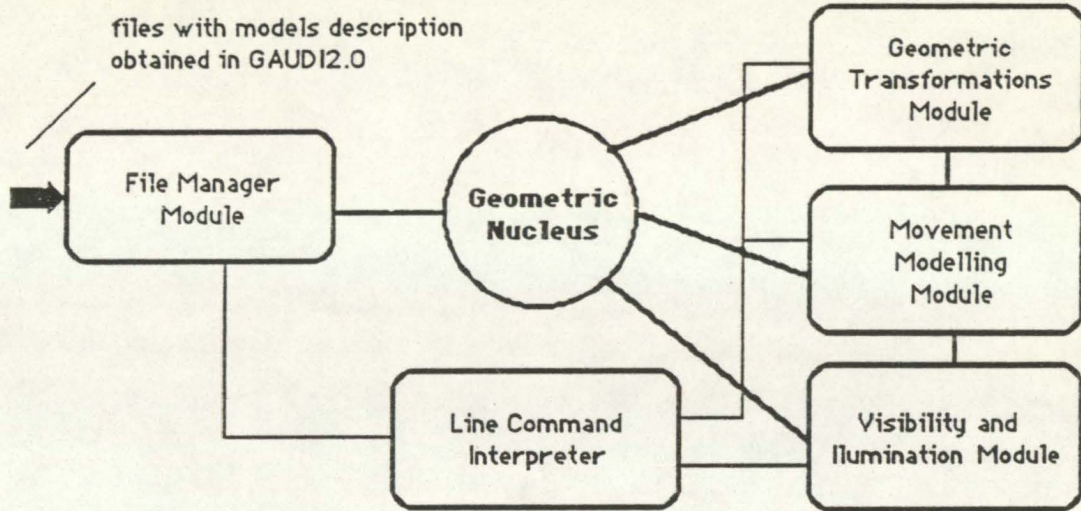 files with models description
obtained in GAUDI2.0
File Manager
Module
Geometric
Nucleus
Geometric
Transformations
Module
Movement
Modelling
Module
Line Command
Interpreter
Visibility and
Ilumination Module